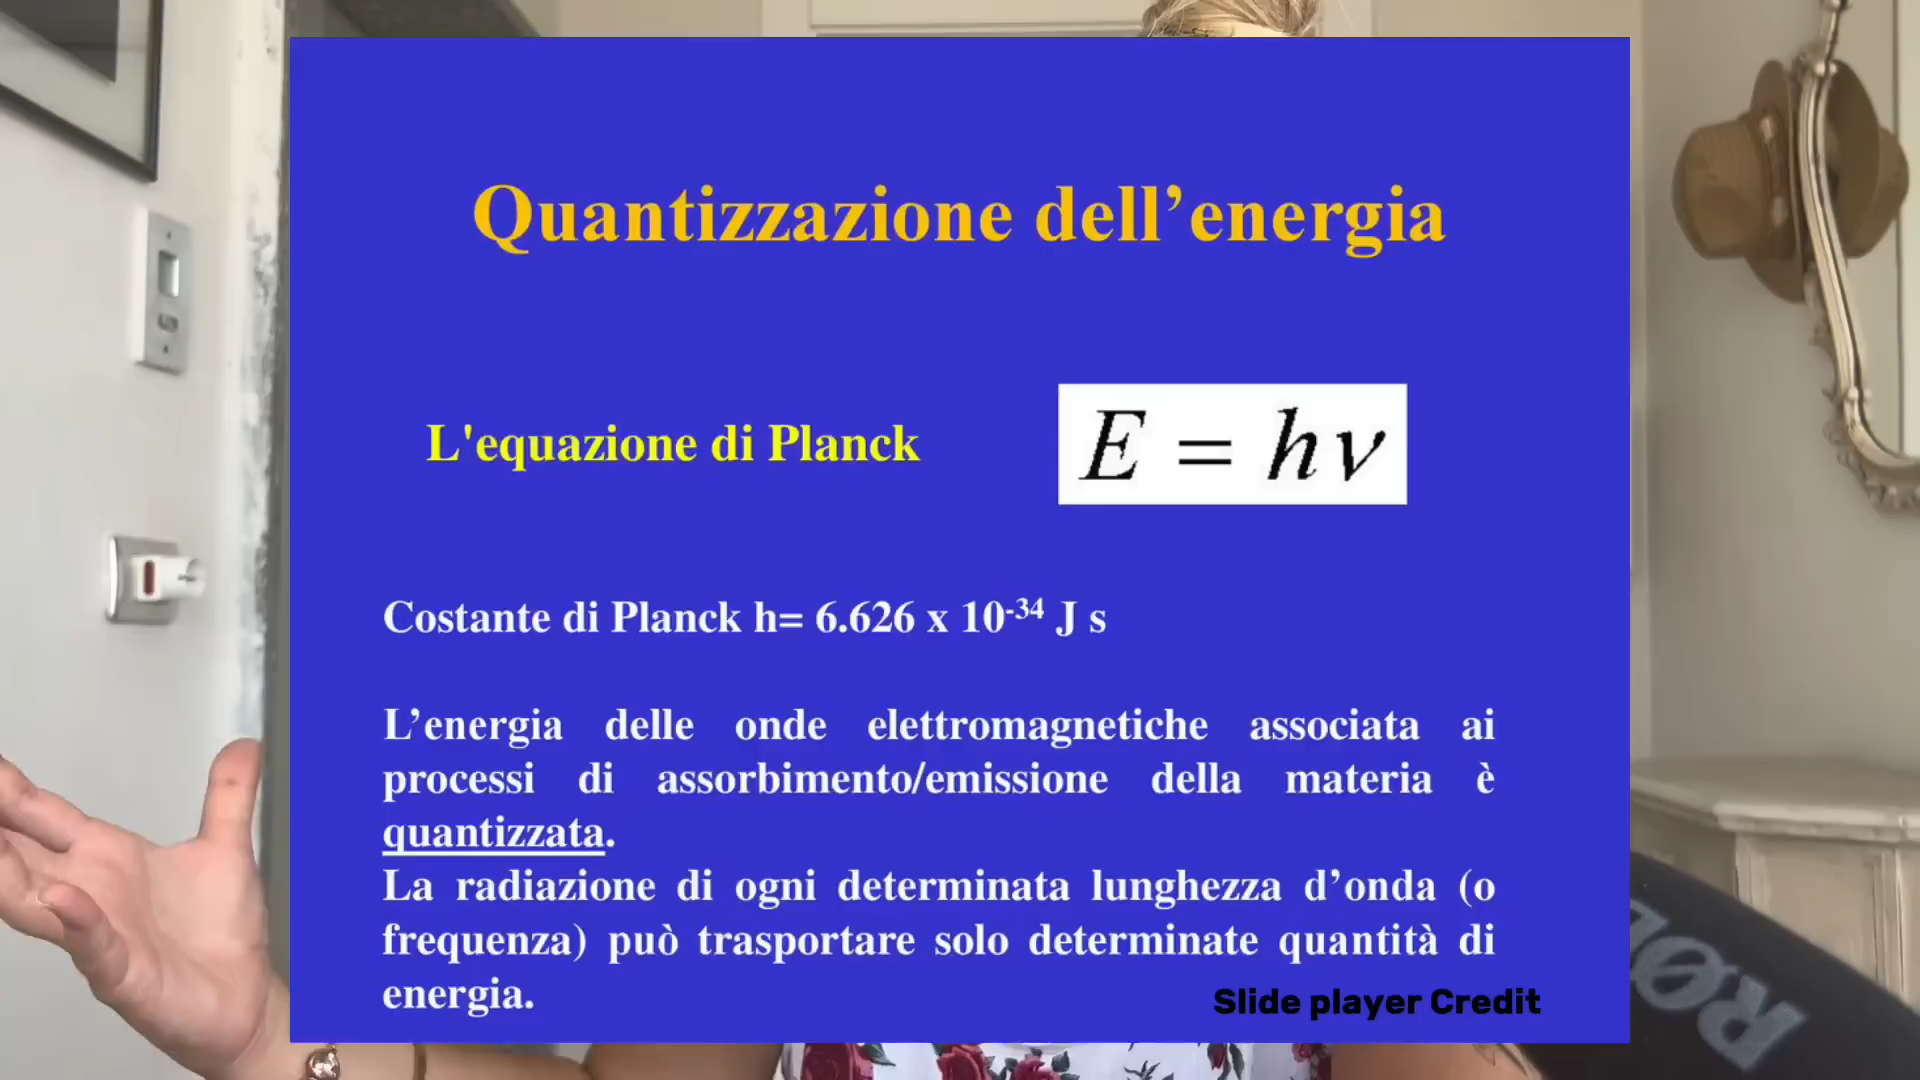 Quantizzazione dell’energia
L'equazione di Planck
E = hν
Costante di Planck h= 6.626 x 10⁻³⁴ J s
L’energia delle onde elettromagnetiche associata ai
processi di assorbimento/emissione della materia è
quantizzata.
La radiazione di ogni determinata lunghezza d’onda (o
frequenza) può trasportare solo determinate quantità di
energia.
Slide player Credit
RØDE